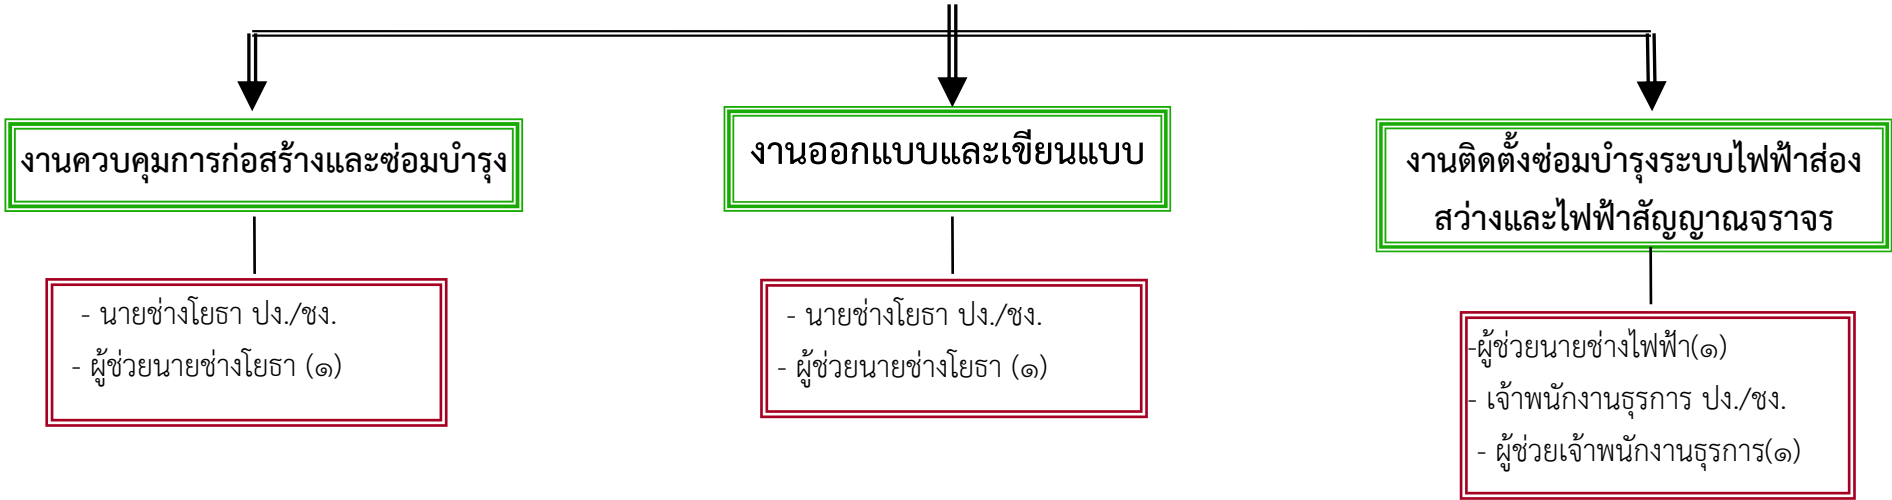 งานควบคุมการก่อสร้างและซ่อมบำรุง
- นายช่างโยธา ปง./ชง.
- ผู้ช่วยนายช่างโยธา (๑)
งานออกแบบและเขียนแบบ
- นายช่างโยธา ปง./ชง.
- ผู้ช่วยนายช่างโยธา (๑)
งานติดตั้งซ่อมบำรุงระบบไฟฟ้าส่อง
สว่างและไฟฟ้าสัญญาณจราจร
-ผู้ช่วยนายช่างไฟฟ้า(๑)
- เจ้าพนักงานธุรการ ปง./ชง.
- ผู้ช่วยเจ้าพนักงานธุรการ(๑)